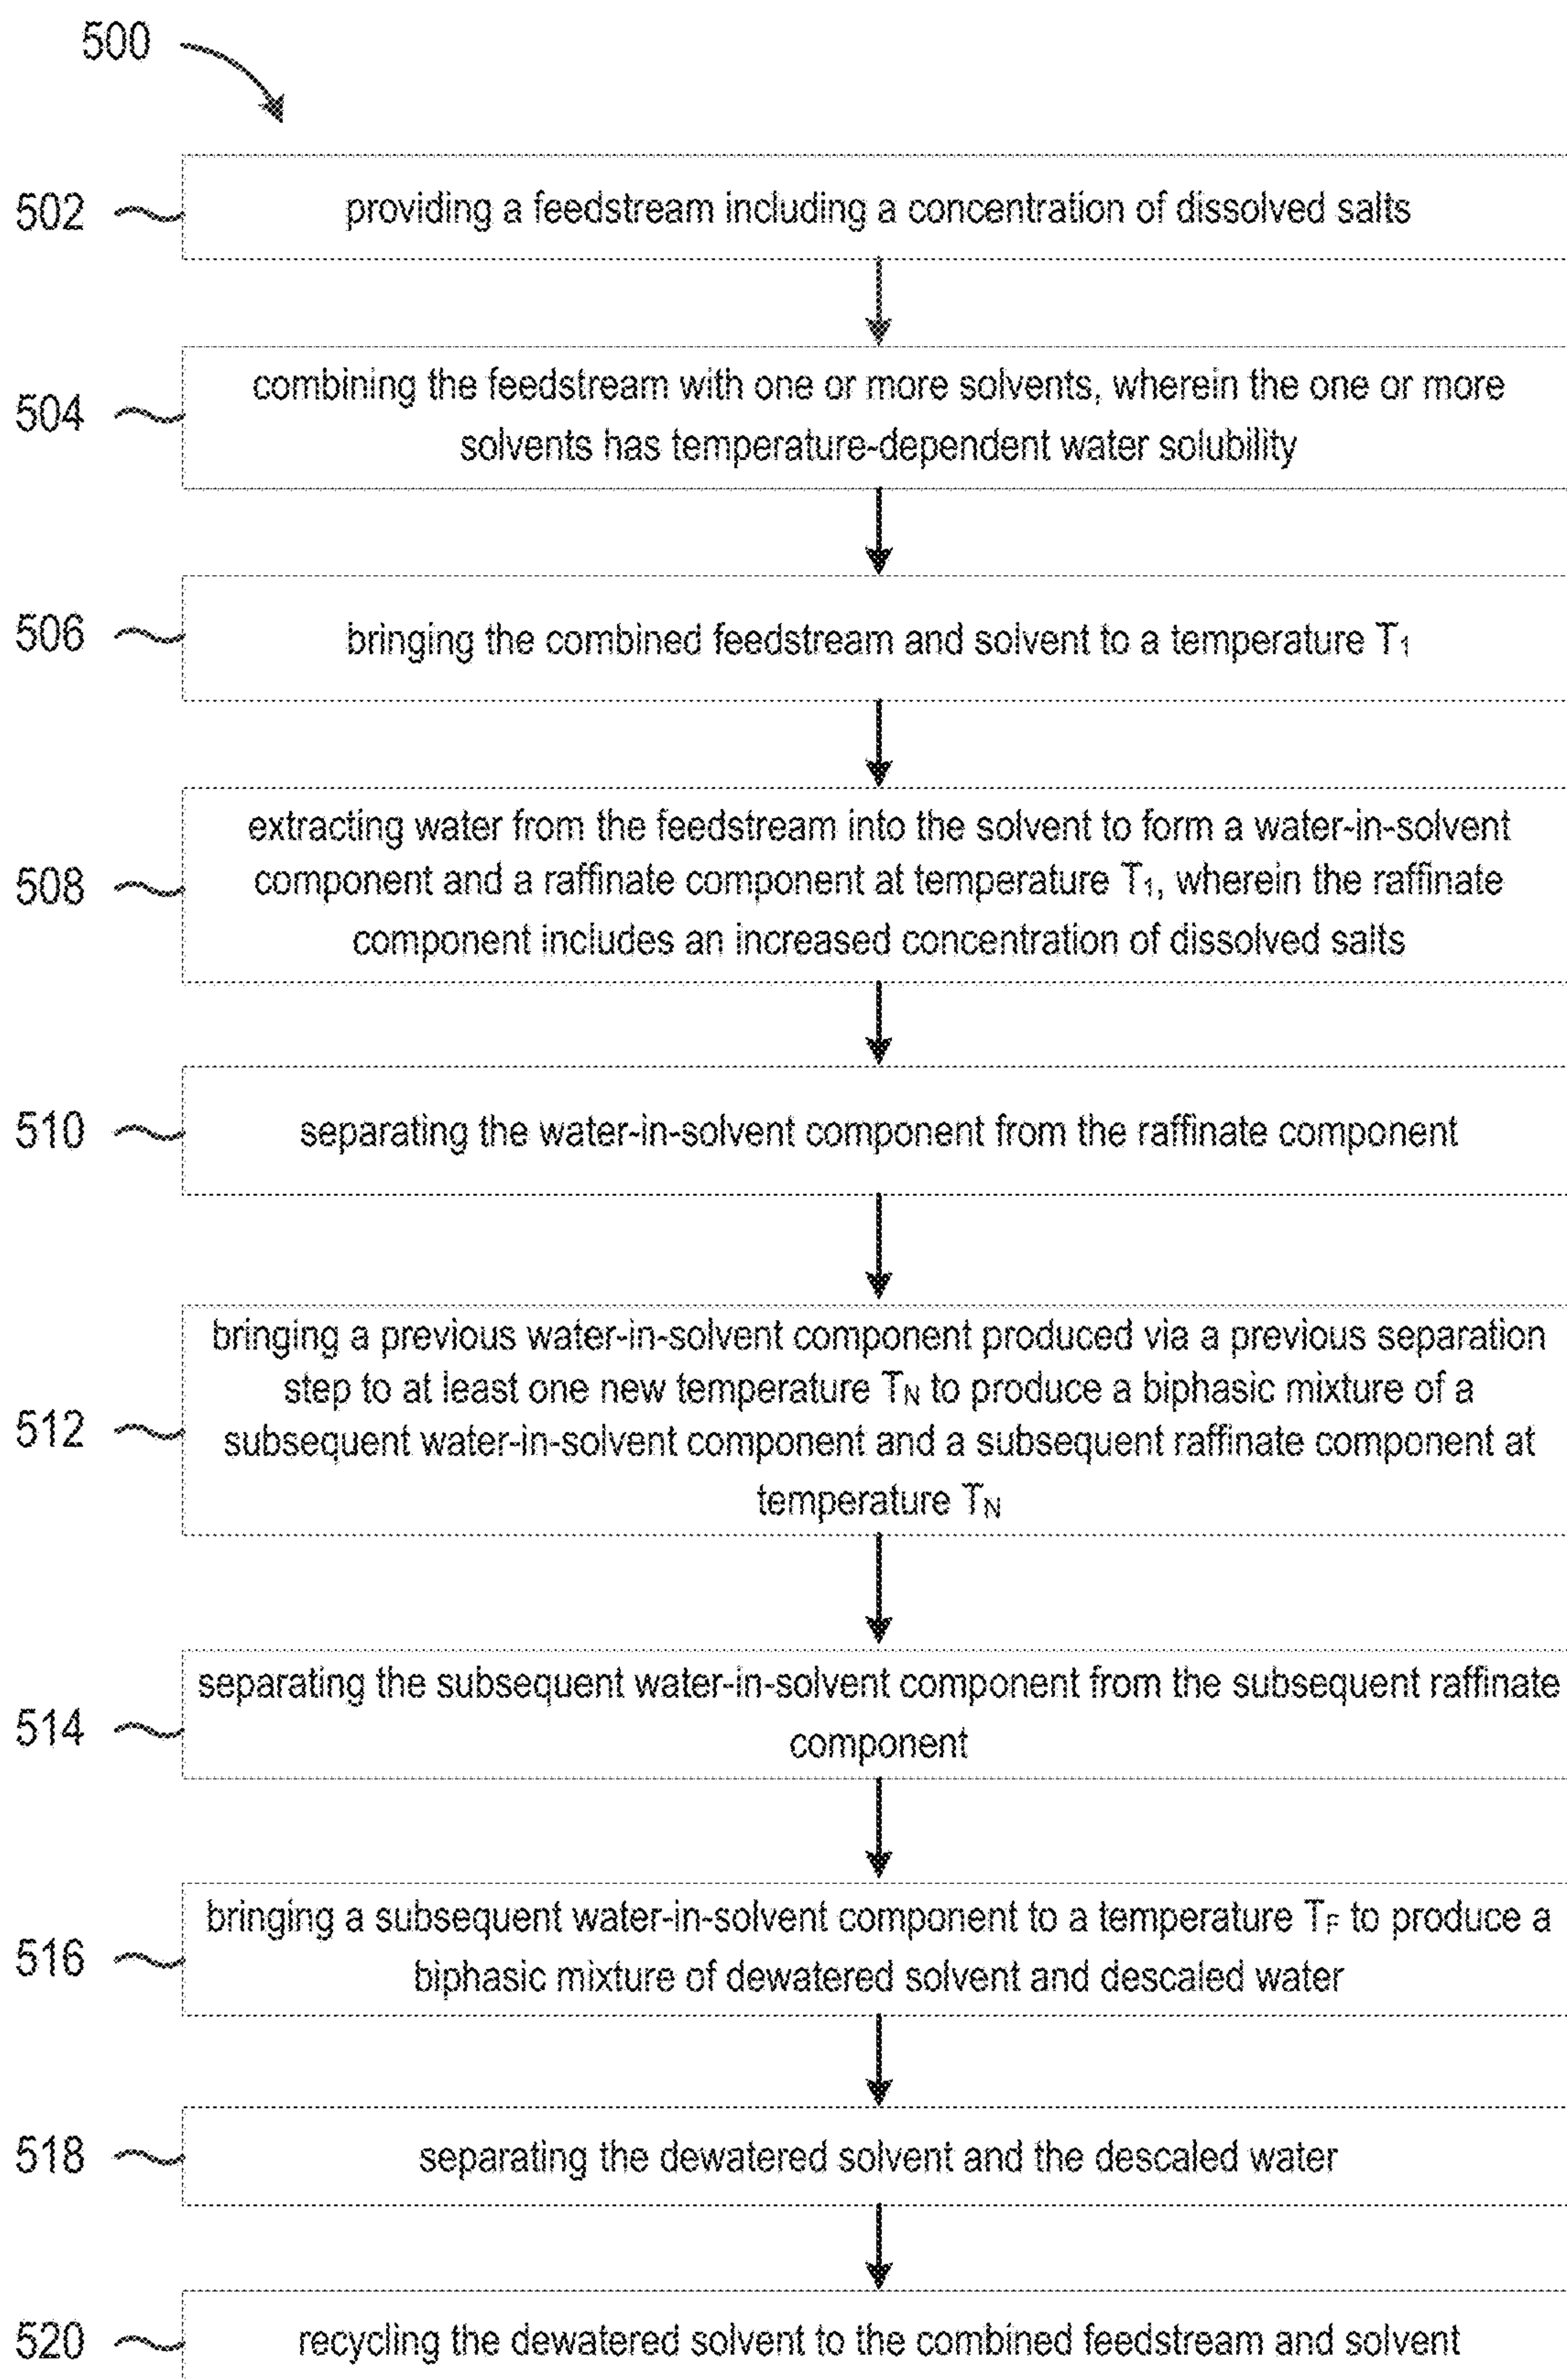 500
502
providing a feedstream including a concentration of dissolved salts
504
combining the feedstream with one or more solvents, wherein the one or more
solvents has temperature-dependent water solubility
506
bringing the combined feedstream and solvent to a temperature T₁
508
extracting water from the feedstream into the solvent to form a water-in-solvent
component and a raffinate component at temperature T₁, wherein the raffinate
component includes an increased concentration of dissolved salts
510
separating the water-in-solvent component from the raffinate component
512
bringing a previous water-in-solvent component produced via a previous separation
step to at least one new temperature Tɴ to produce a biphasic mixture of a
subsequent water-in-solvent component and a subsequent raffinate component at
temperature Tɴ
514
separating the subsequent water-in-solvent component from the subsequent raffinate
component
516
bringing a subsequent water-in-solvent component to a temperature TF to produce a
biphasic mixture of dewatered solvent and descaled water
518
separating the dewatered solvent and the descaled water
520
recycling the dewatered solvent to the combined feedstream and solvent